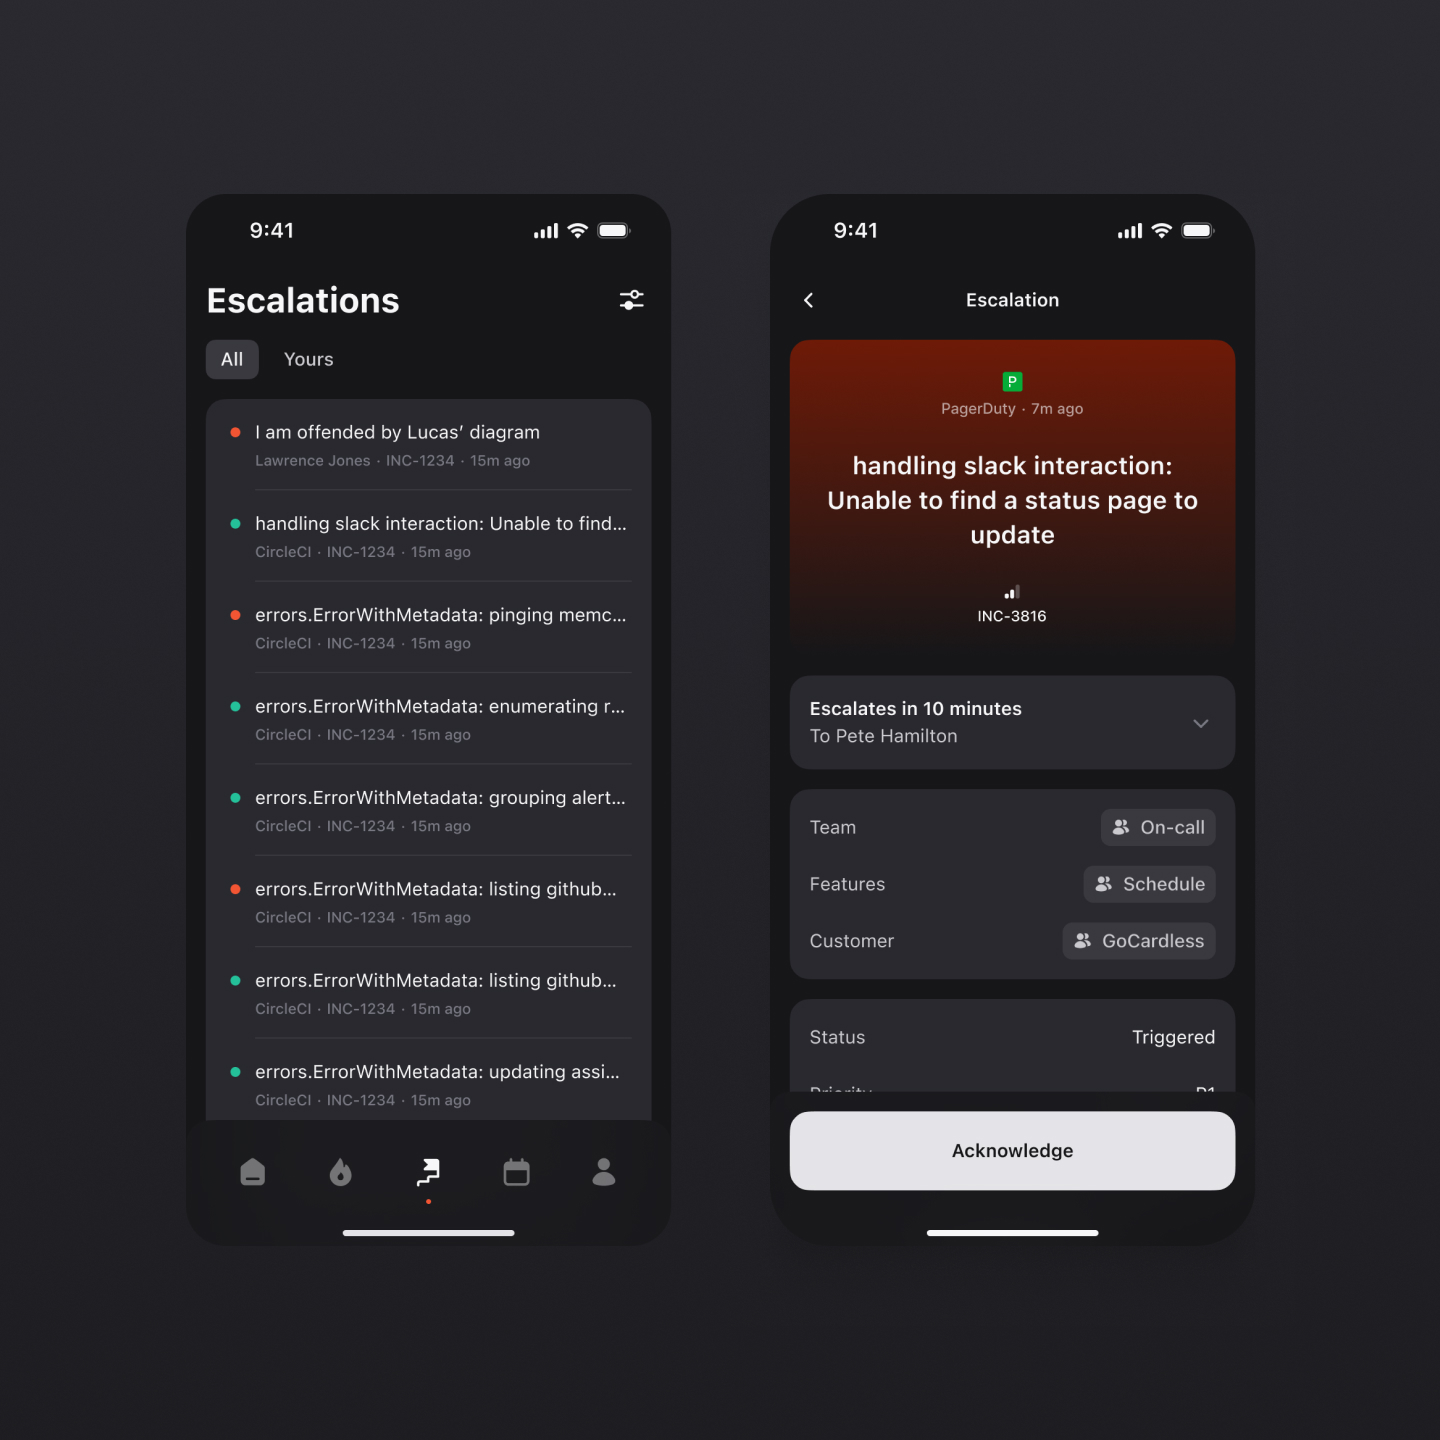 9:41
Escalations
All
Yours
I am offended by Lucas’ diagram
Lawrence Jones · INC-1234 · 15m ago
handling slack interaction: Unable to find...
CircleCI · INC-1234 · 15m ago
errors.ErrorWithMetadata: pinging memc...
CircleCI · INC-1234 · 15m ago
errors.ErrorWithMetadata: enumerating r...
CircleCI · INC-1234 · 15m ago
errors.ErrorWithMetadata: grouping alert...
CircleCI · INC-1234 · 15m ago
errors.ErrorWithMetadata: listing github...
CircleCI · INC-1234 · 15m ago
errors.ErrorWithMetadata: listing github...
CircleCI · INC-1234 · 15m ago
errors.ErrorWithMetadata: updating assi...
CircleCI · INC-1234 · 15m ago
9:41
Escalation
P
PagerDuty · 7m ago
handling slack interaction:
Unable to find a status page to
update
INC-3816
Escalates in 10 minutes
To Pete Hamilton
Team
On-call
Features
Schedule
Customer
GoCardless
Status
Triggered
Priority
P1
Acknowledge